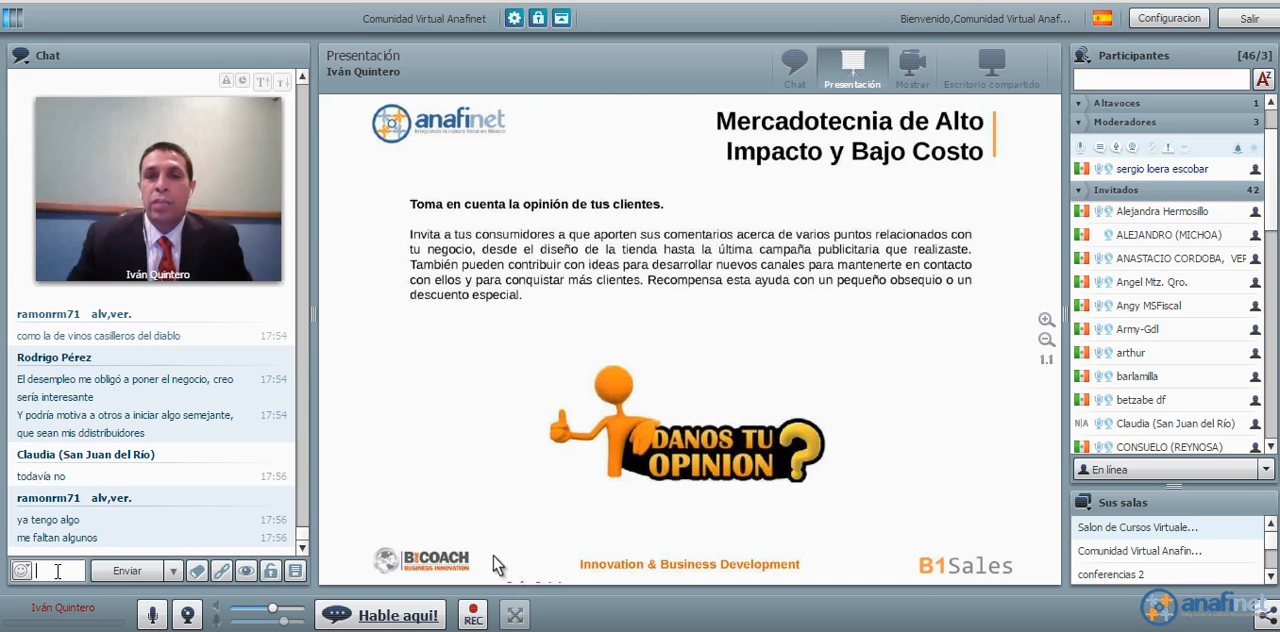 Comunidad Virtual Anafinet
Bienvenido,Comunidad Virtual Anaf...
Configuracion
Salir
Chat
Iván Quintero
ramonrm71 alv,ver.
como la de vinos casilleros del diablo 17:54
Rodrigo Pérez
El desempleo me obligó a poner el negocio, creo 17:54
sería interesante
Y podría motiva a otros a iniciar algo semejante, 17:54
que sean mis ddistribuidores
Claudia (San Juan del Río)
todavía no 17:56
ramonrm71 alv,ver.
ya tengo algo 17:56
me faltan algunos 17:56
Enviar
Presentación
Iván Quintero
Chat
Presentación
Mostrar
Escritorio compartido
anafinet
Mercadotecnia de Alto
Impacto y Bajo Costo
Toma en cuenta la opinión de tus clientes.
Invita a tus consumidores a que aporten sus comentarios acerca de varios puntos relacionados con
tu negocio, desde el diseño de la tienda hasta la última campaña publicitaria que realizaste.
También pueden contribuir con ideas para desarrollar nuevos canales para mantenerte en contacto
con ellos y para conquistar más clientes. Recompensa esta ayuda con un pequeño obsequio o un
descuento especial.
DANOS TU
OPINION ?
COACH
BUSINESS INNOVATION
Innovation & Business Development
B1Sales
1.1
Participantes [46/3]
Altavoces 1
Moderadores 3
sergio loera escobar
Invitados 42
Alejandra Hermosillo
ALEJANDRO (MICHOA)
ANASTACIO CORDOBA, VER
Angel Mtz. Qro.
Angy MSFiscal
Army-Gdl
arthur
barlamilla
betzabe df
N/A Claudia (San Juan del Río)
CONSUELO (REYNOSA)
En línea
Sus salas
Salon de Cursos Virtuale...
Comunidad Virtual Anafin...
conferencias 2
Iván Quintero
Hable aqui!
REC
anafinet